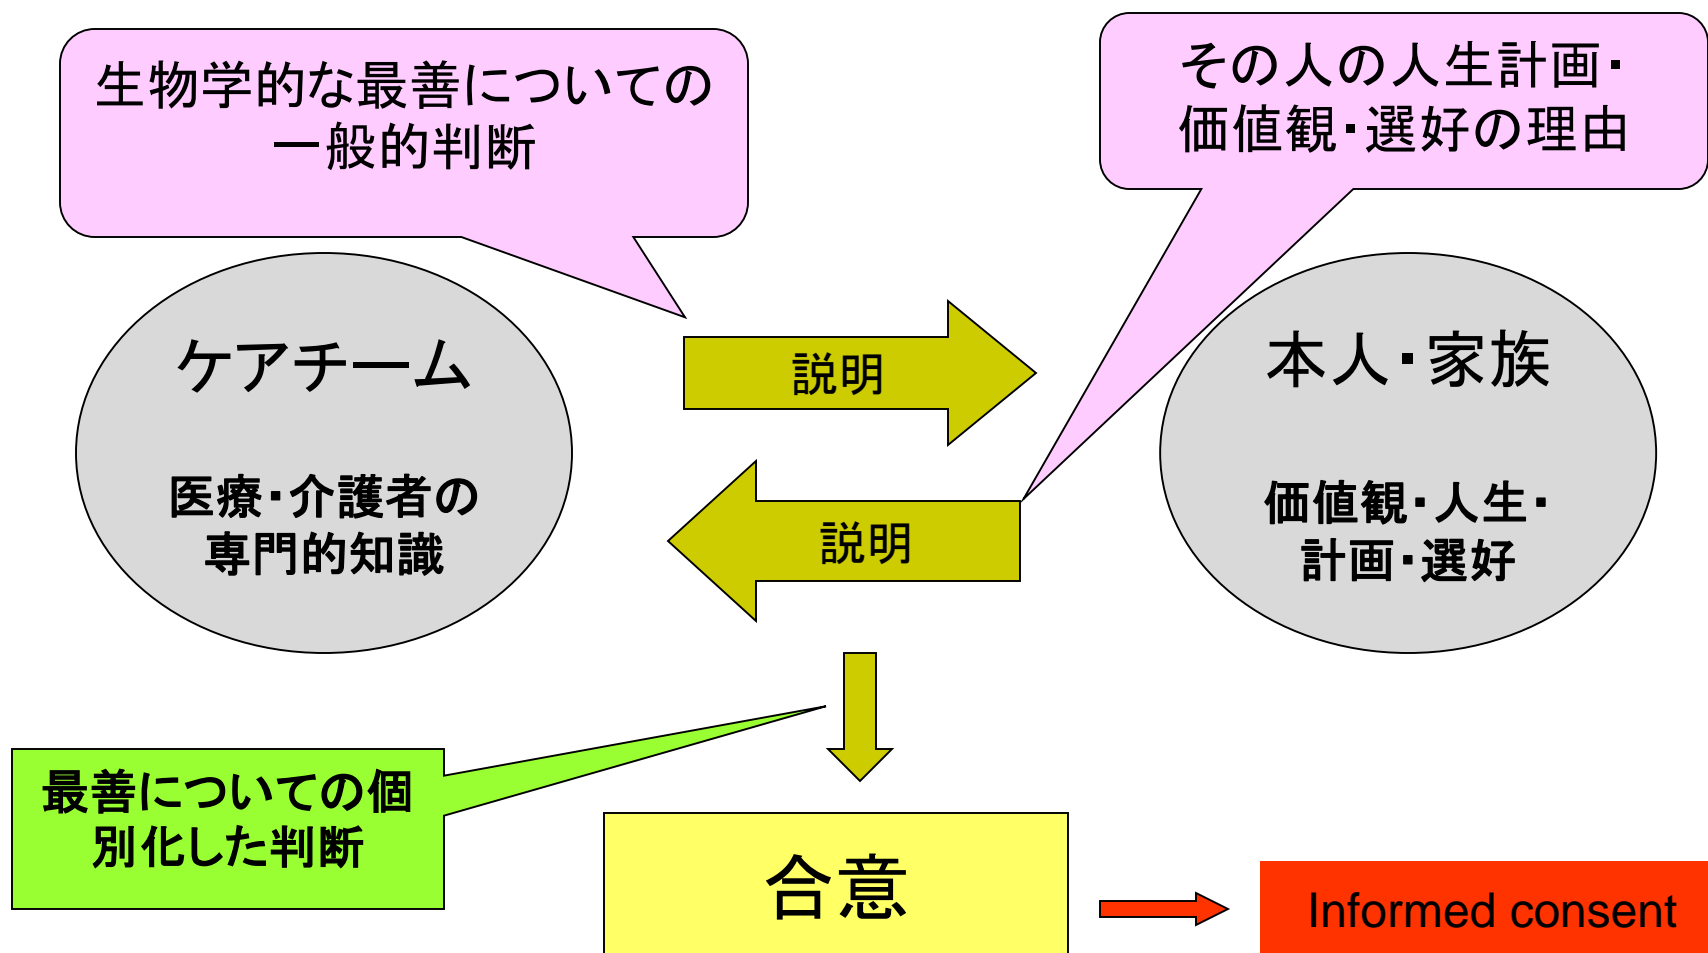 生物学的な最善についての
一般的判断
その人の人生計画・
価値観・選好の理由
ケアチーム
医療・介護者の
専門的知識
説明
説明
本人・家族
価値観・人生・
計画・選好
最善についての個
別化した判断
合意
Informed consent